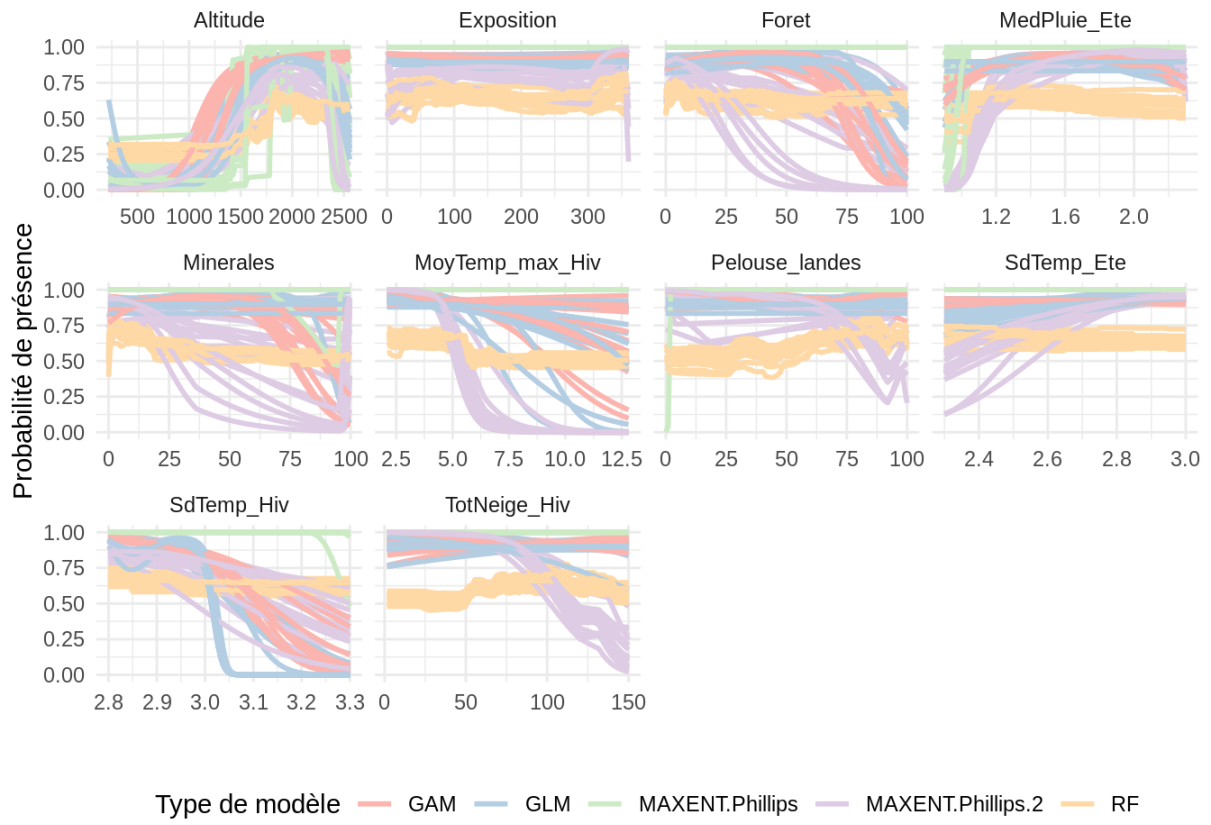 Altitude Exposition Foret MedPluie_Ete
1.00
0.75
0.50
0.25
0.00
500 1000 1500 2000 2500 0 100 200 300 0 25 50 75 100 1.2 1.6 2.0
Probabilité de présence
Minerales MoyTemp_max_Hiv Pelouse_landes SdTemp_Ete
1.00
0.75
0.50
0.25
0.00
0 25 50 75 100 2.5 5.0 7.5 10.0 12.5 0 25 50 75 100 2.4 2.6 2.8 3.0
SdTemp_Hiv TotNeige_Hiv
1.00
0.75
0.50
0.25
0.00
2.8 2.9 3.0 3.1 3.2 3.3 0 50 100 150
Type de modèle GAM GLM MAXENT.Phillips MAXENT.Phillips.2 RF